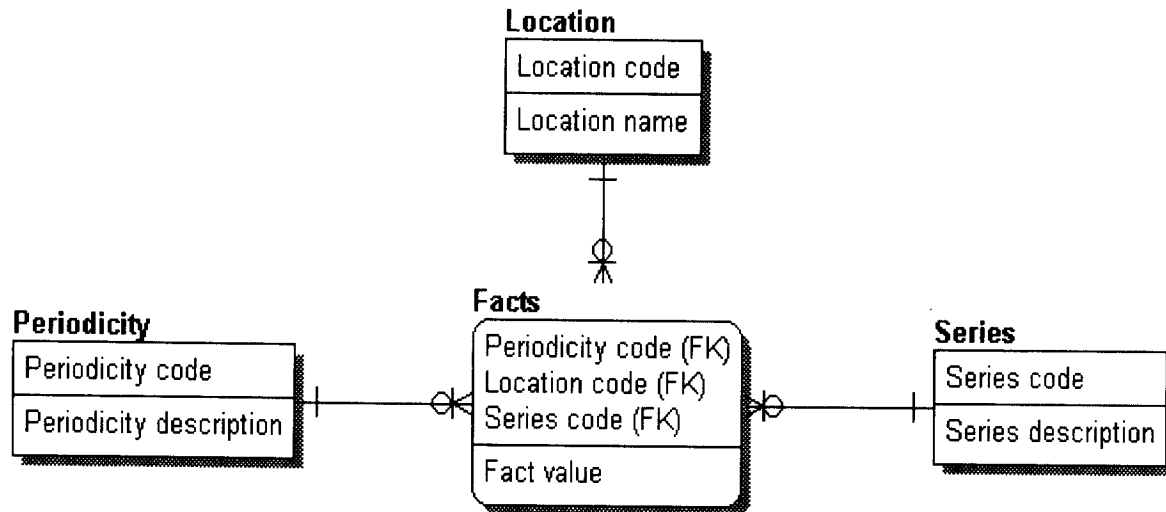 Location
Location code
Location name
Facts
Periodicity code (FK)
Location code (FK)
Series code (FK)
Fact value
Periodicity
Periodicity code
Periodicity description
Series
Series code
Series description